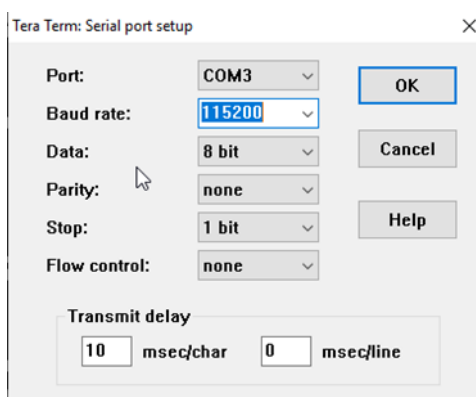 Tera Term: Serial port setup
Port: COM3 OK
Baud rate: 115200
Data: 8 bit Cancel
Parity: none
Stop: 1 bit Help
Flow control: none
Transmit delay
10 msec/char 0 msec/line